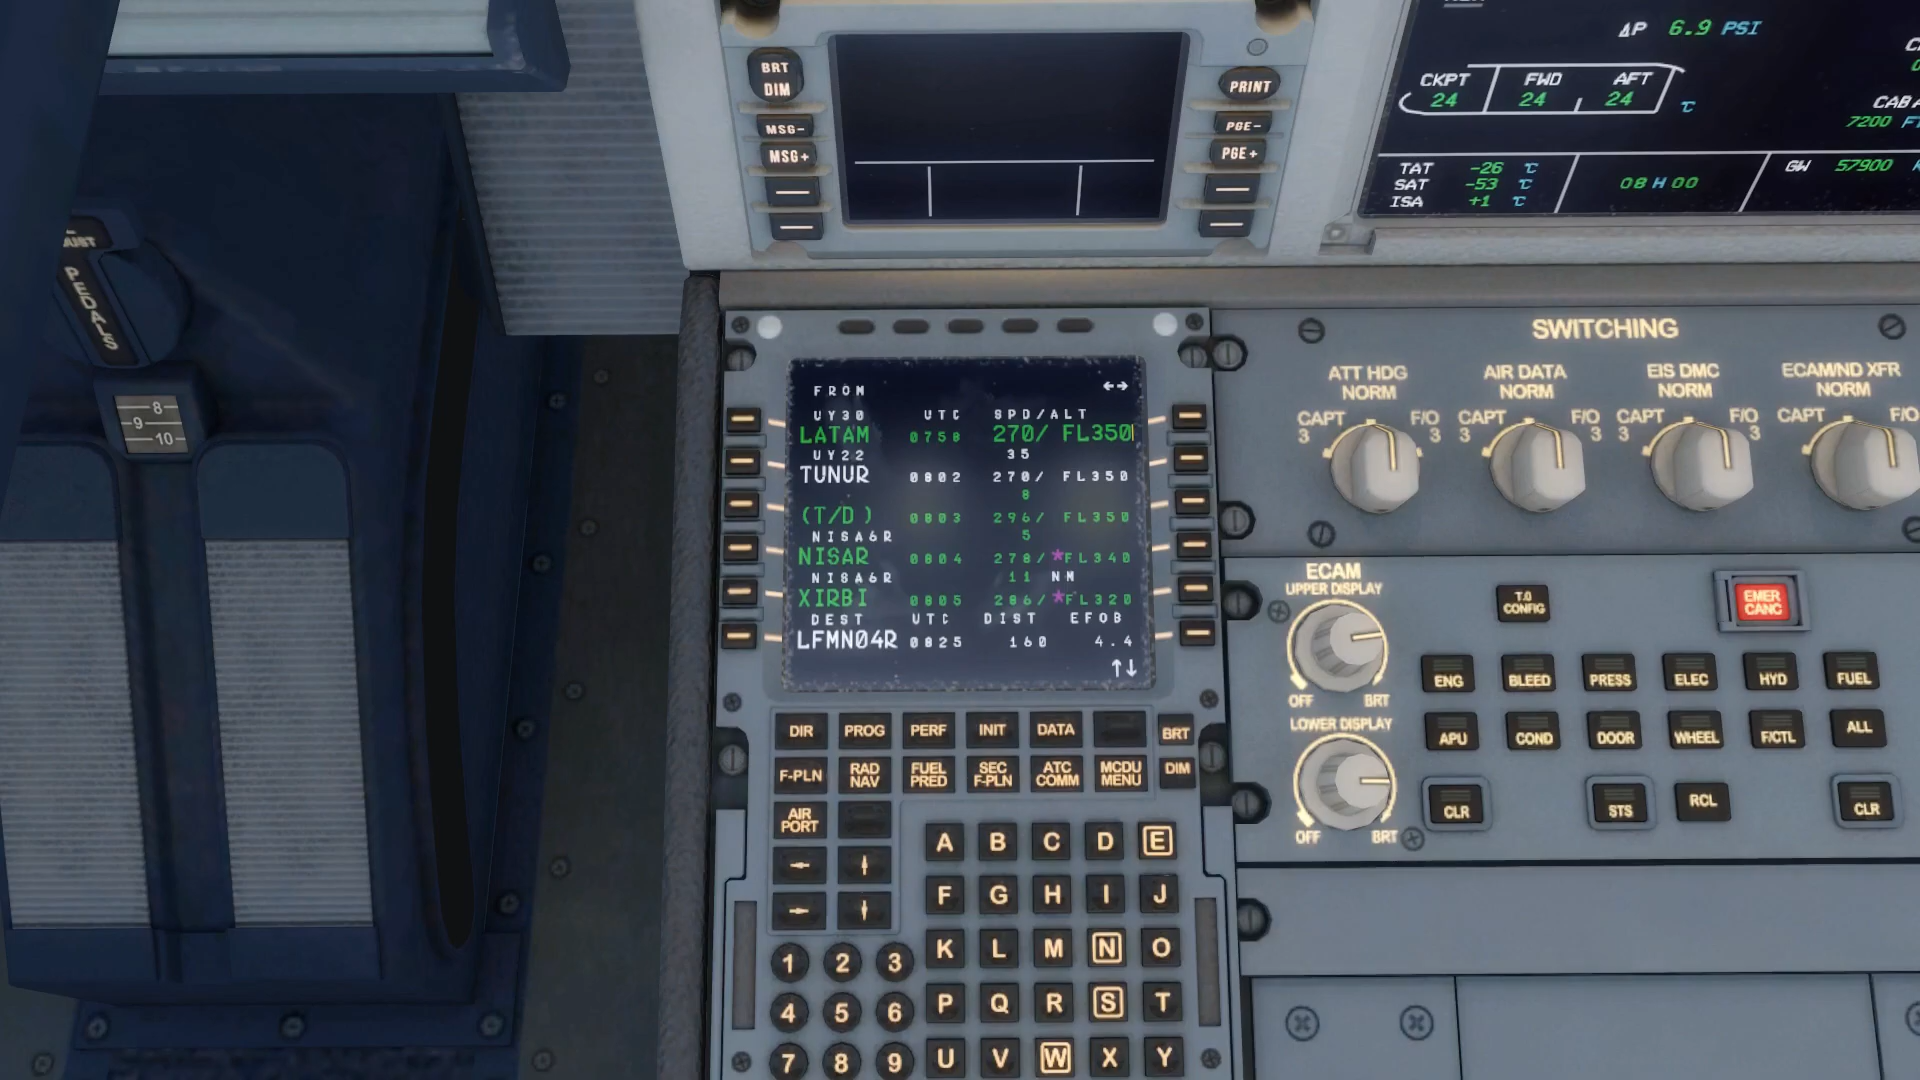 BRT
DIM
MSG-
MSG+
PRINT
PGE-
PGE+
ΔP 6.9 PSI
CKPT FWD AFT
24 24 24 °C
CAB A
7200 FT
TAT -26 °C
SAT -53 °C
ISA +1 °C
08 H 00
GW 57900
PEDALS
8
9
10
FROM ←→
UY30 UTC SPD/ALT
LATAM 0758 270/ FL350
UY22 35
TUNUR 0802 270/ FL350
8
(T/D) 0803 296/ FL350
NISA6R 5
NISAR 0804 278/ *FL340
NISA6R 11 NM
XIRBI 0805 286/ *FL320
DEST UTC DIST EFOB
LFMN04R 0825 160 4.4
↑↓
SWITCHING
ATT HDG
NORM
CAPT
3
F/O
3
AIR DATA
NORM
CAPT
3
F/O
3
EIS DMC
NORM
CAPT
3
F/O
3
ECAM/ND XFR
NORM
CAPT
F/O
ECAM
UPPER DISPLAY
OFF BRT
LOWER DISPLAY
OFF BRT
T.O
CONFIG
EMER
CANC
ENG BLEED PRESS ELEC HYD FUEL
APU COND DOOR WHEEL F/CTL ALL
CLR STS RCL CLR
DIR PROG PERF INIT DATA BRT
F-PLN RAD NAV FUEL PRED SEC F-PLN ATC COMM MCDU MENU DIM
AIR PORT
← ↑
→ ↓
A B C D E
F G H I J
K L M N O
P Q R S T
U V W X Y
1 2 3
4 5 6
7 8 9